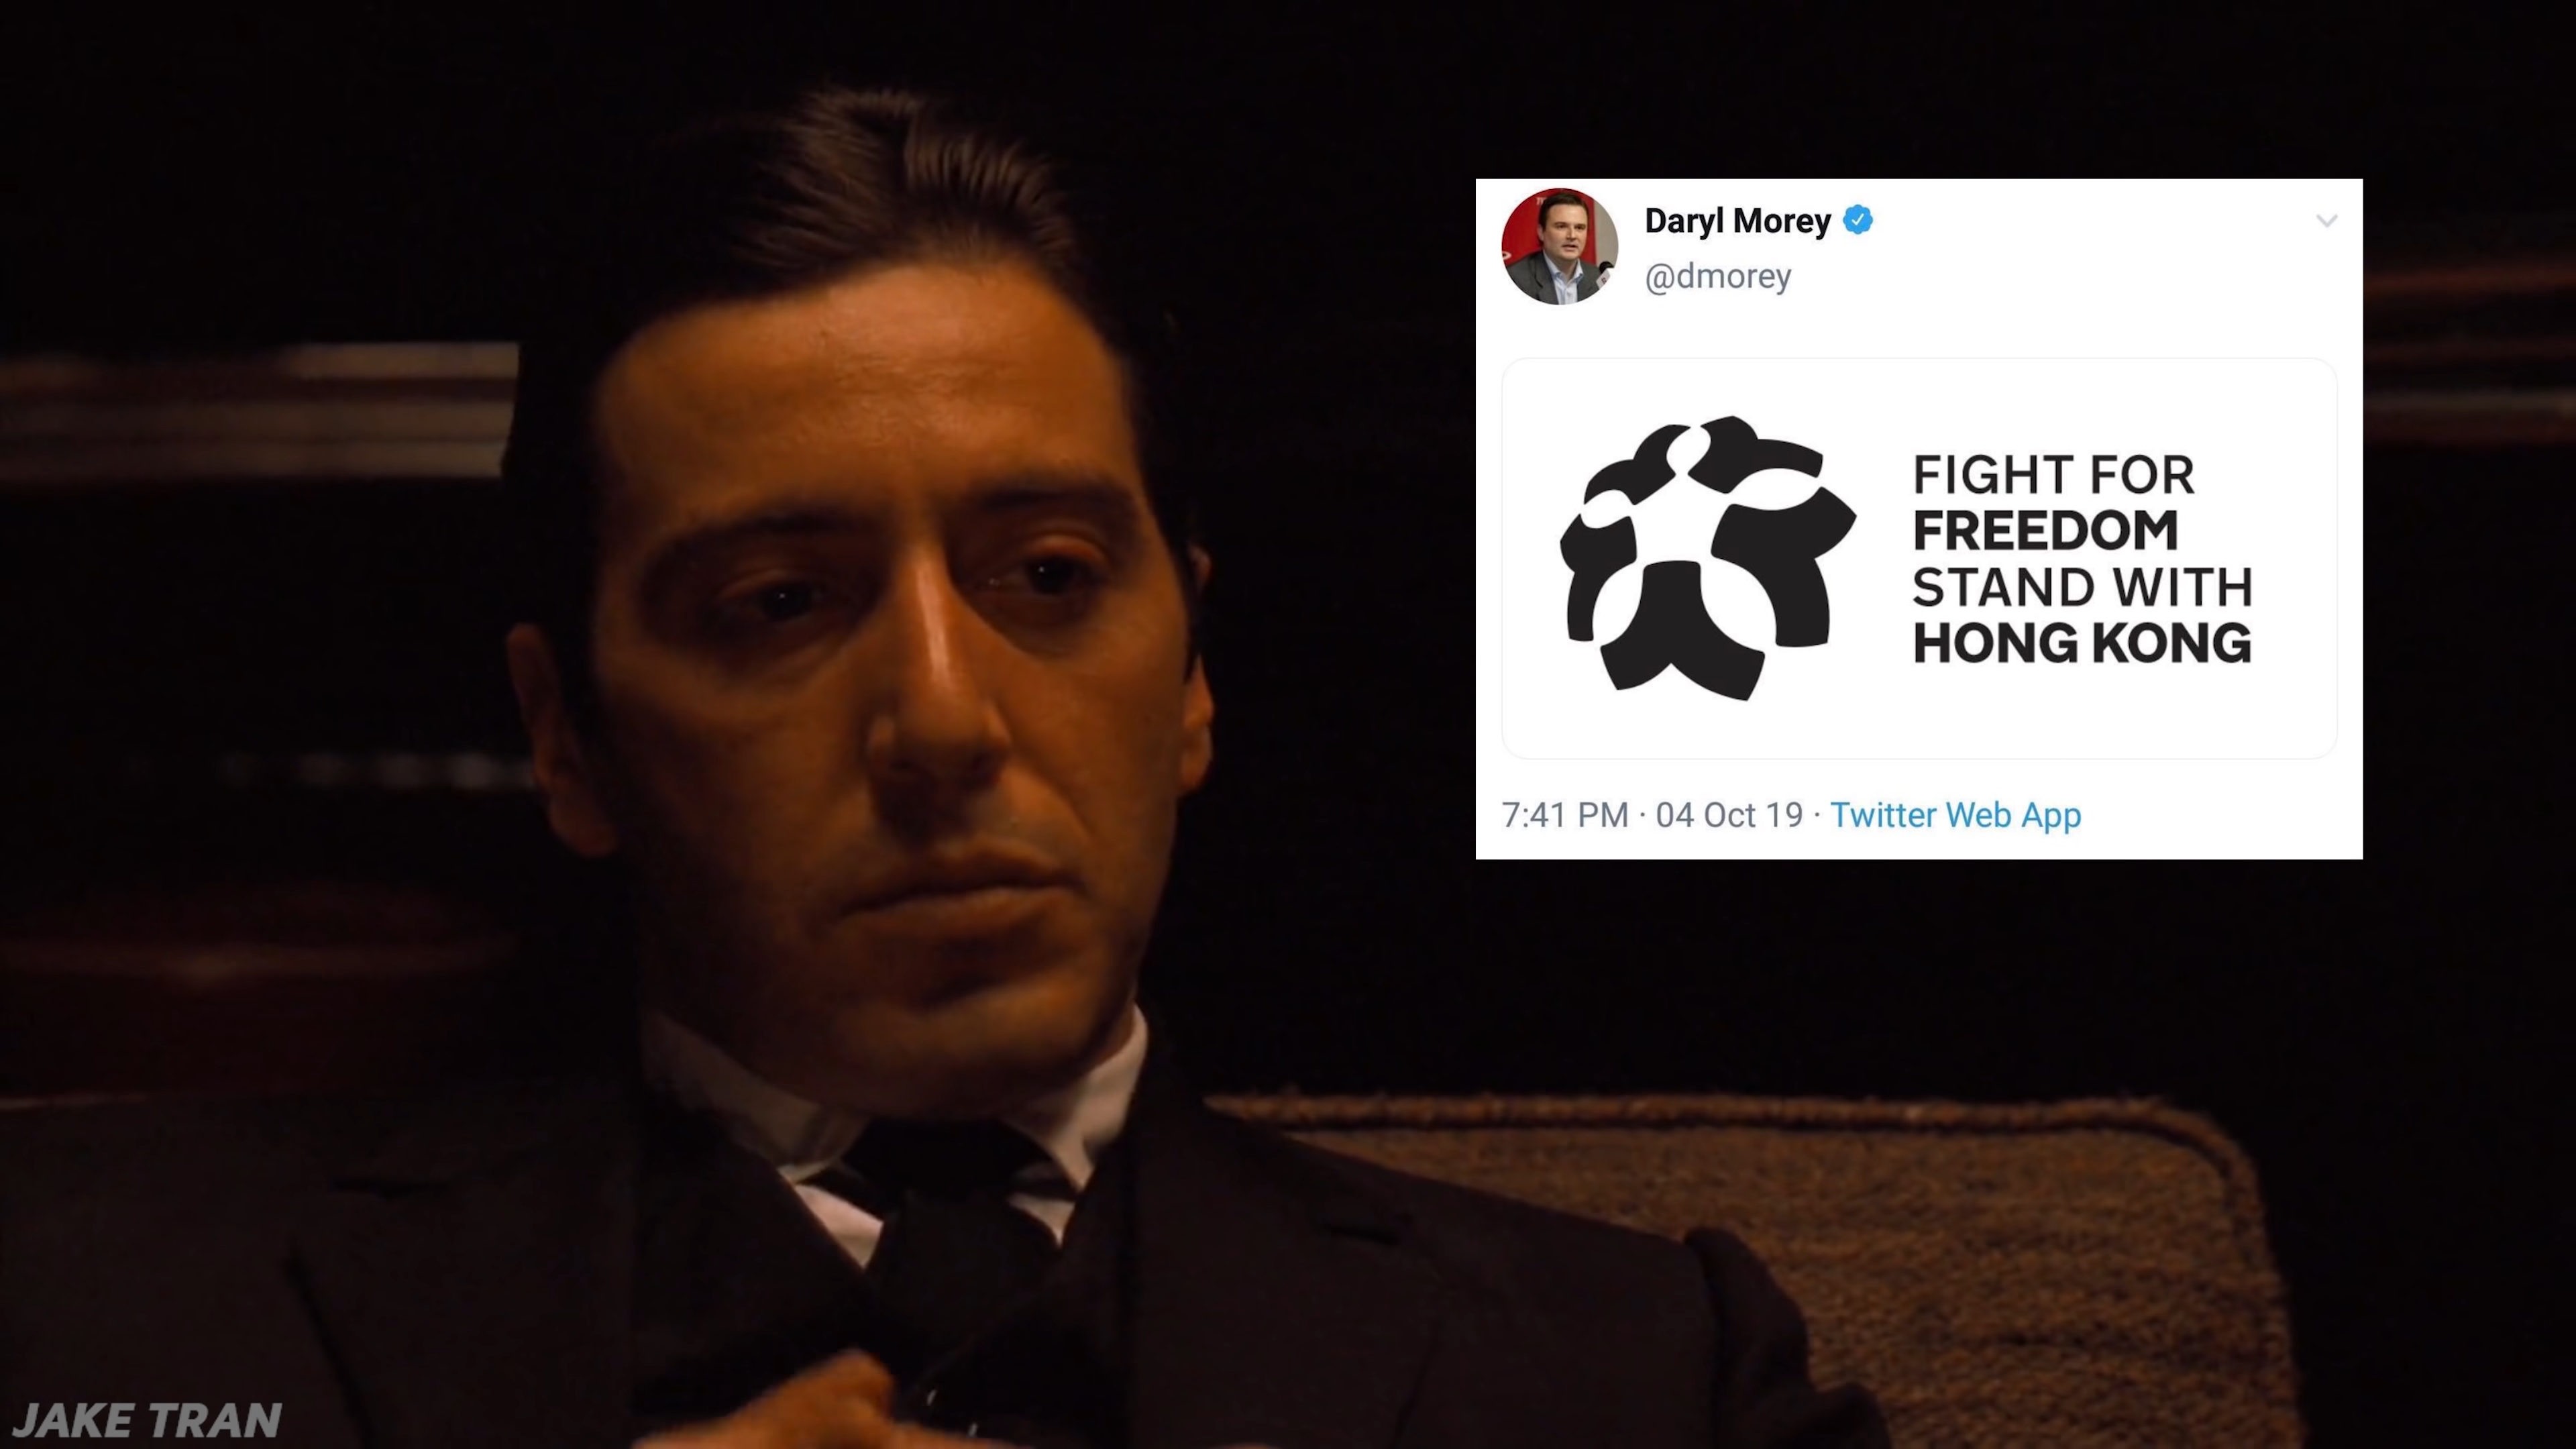 Daryl Morey
@dmorey
FIGHT FOR
FREEDOM
STAND WITH
HONG KONG
7:41 PM · 04 Oct 19 · Twitter Web App
JAKE TRAN